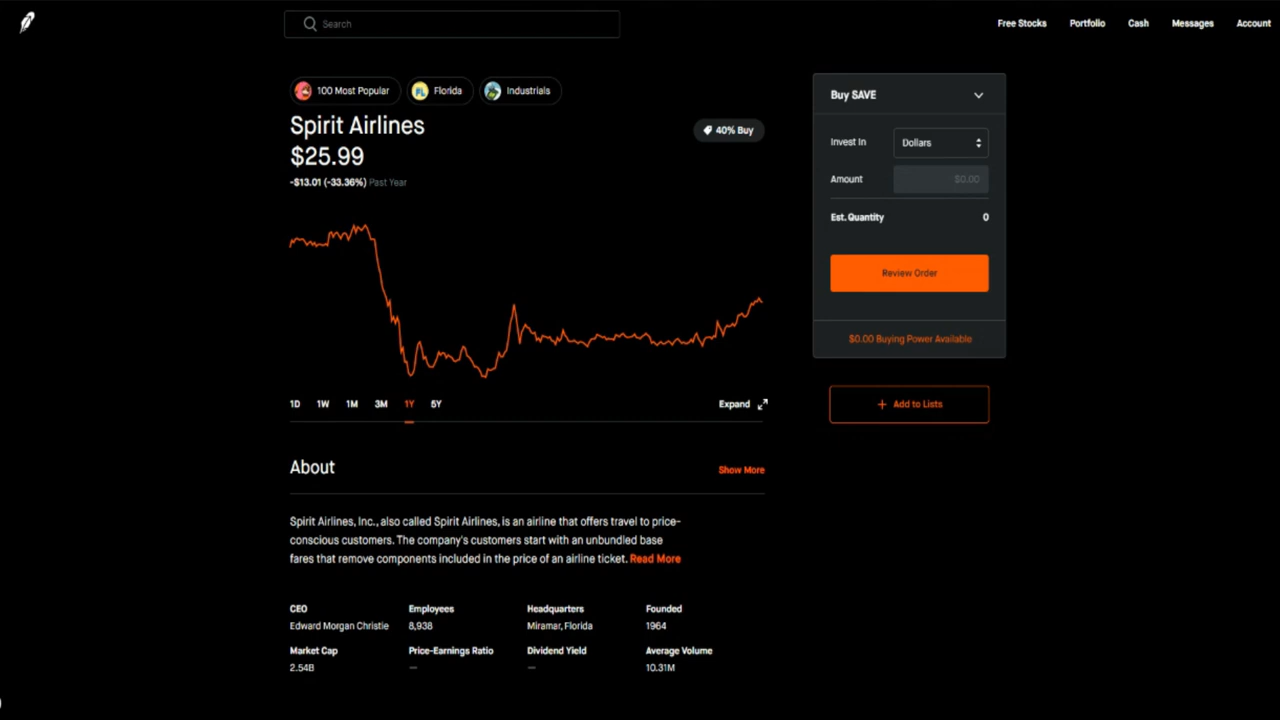 Search
Free Stocks Portfolio Cash Messages Account
100 Most Popular FL Florida Industrials
Spirit Airlines
$25.99
-$13.01 (-33.36%) Past Year
40% Buy
Buy SAVE
Invest In Dollars
Amount $0.00
Est. Quantity 0
Review Order
$0.00 Buying Power Available
Add to Lists
1D 1W 1M 3M 1Y 5Y Expand
About Show More
Spirit Airlines, Inc., also called Spirit Airlines, is an airline that offers travel to price-
conscious customers. The company's customers start with an unbundled base
fares that remove components included in the price of an airline ticket. Read More
CEO Employees Headquarters Founded
Edward Morgan Christie 8,938 Miramar, Florida 1964
Market Cap Price-Earnings Ratio Dividend Yield Average Volume
2.54B — — 10.31M